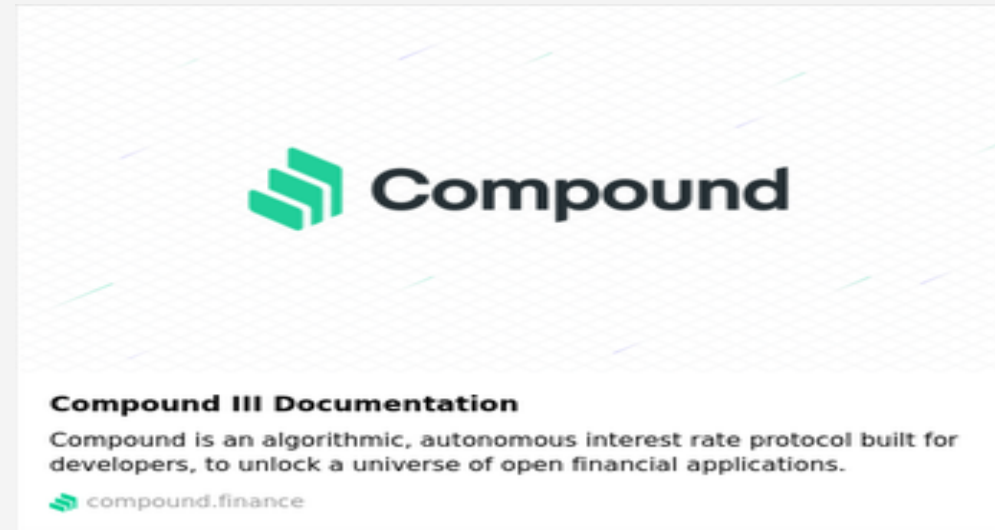 Compound
Compound III Documentation
Compound is an algorithmic, autonomous interest rate protocol built for
developers, to unlock a universe of open financial applications.
compound.finance